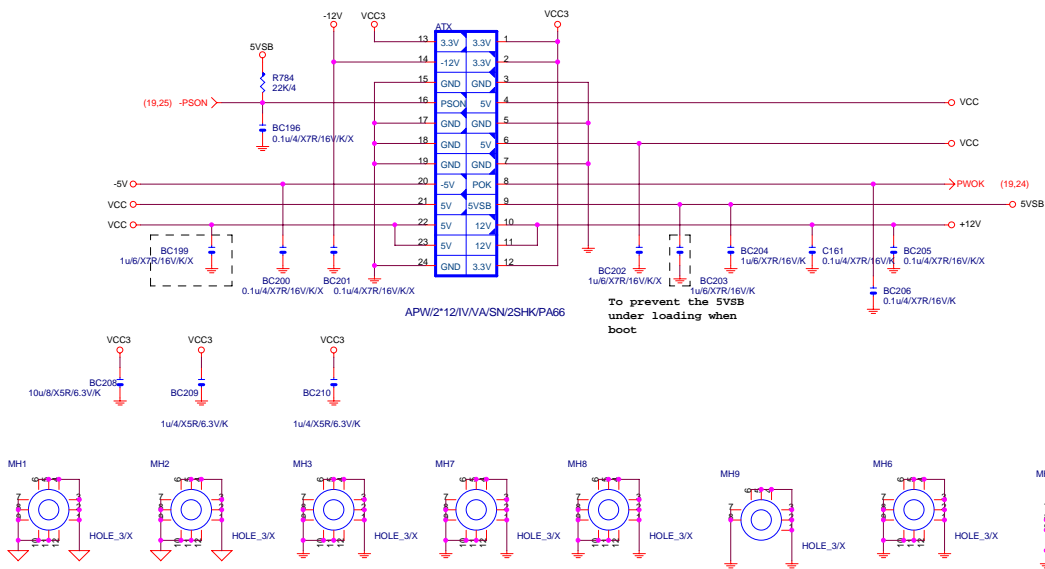 -12V
VCC3
VCC3
ATX
5VSB
R784
22K/4
(19,25) -PSON
BC196
0.1u/4/X7R/16V/K/X
13 3.3V 3.3V 1
14 -12V 3.3V 2
15 GND GND 3
16 PSON 5V 4
17 GND GND 5
18 GND 5V 6
19 GND GND 7
20 -5V POK 8
21 5V 5VSB 9
22 5V 12V 10
23 5V 12V 11
24 GND 3.3V 12
VCC
VCC
-5V
VCC
VCC
PWOK (19,24)
5VSB
+12V
BC199
1u/6/X7R/16V/K/X
BC200
0.1u/4/X7R/16V/K/X
BC201
0.1u/4/X7R/16V/K/X
BC202
1u/6/X7R/16V/K/X
BC203
1u/6/X7R/16V/K
BC204
1u/6/X7R/16V/K
C161
0.1u/4/X7R/16V/K
BC205
0.1u/4/X7R/16V/K/X
BC206
0.1u/4/X7R/16V/K
APW/2*12/IV/VA/SN/2SHK/PA66
To prevent the 5VSB
under loading when
boot
VCC3
BC208
10u/8/X5R/6.3V/K
VCC3
BC209
1u/4/X5R/6.3V/K
VCC3
BC210
1u/4/X5R/6.3V/K
MH1
HOLE_3/X
MH2
HOLE_3/X
MH3
HOLE_3/X
MH7
HOLE_3/X
MH8
HOLE_3/X
MH9
HOLE_3/X
MH6
HOLE_3/X